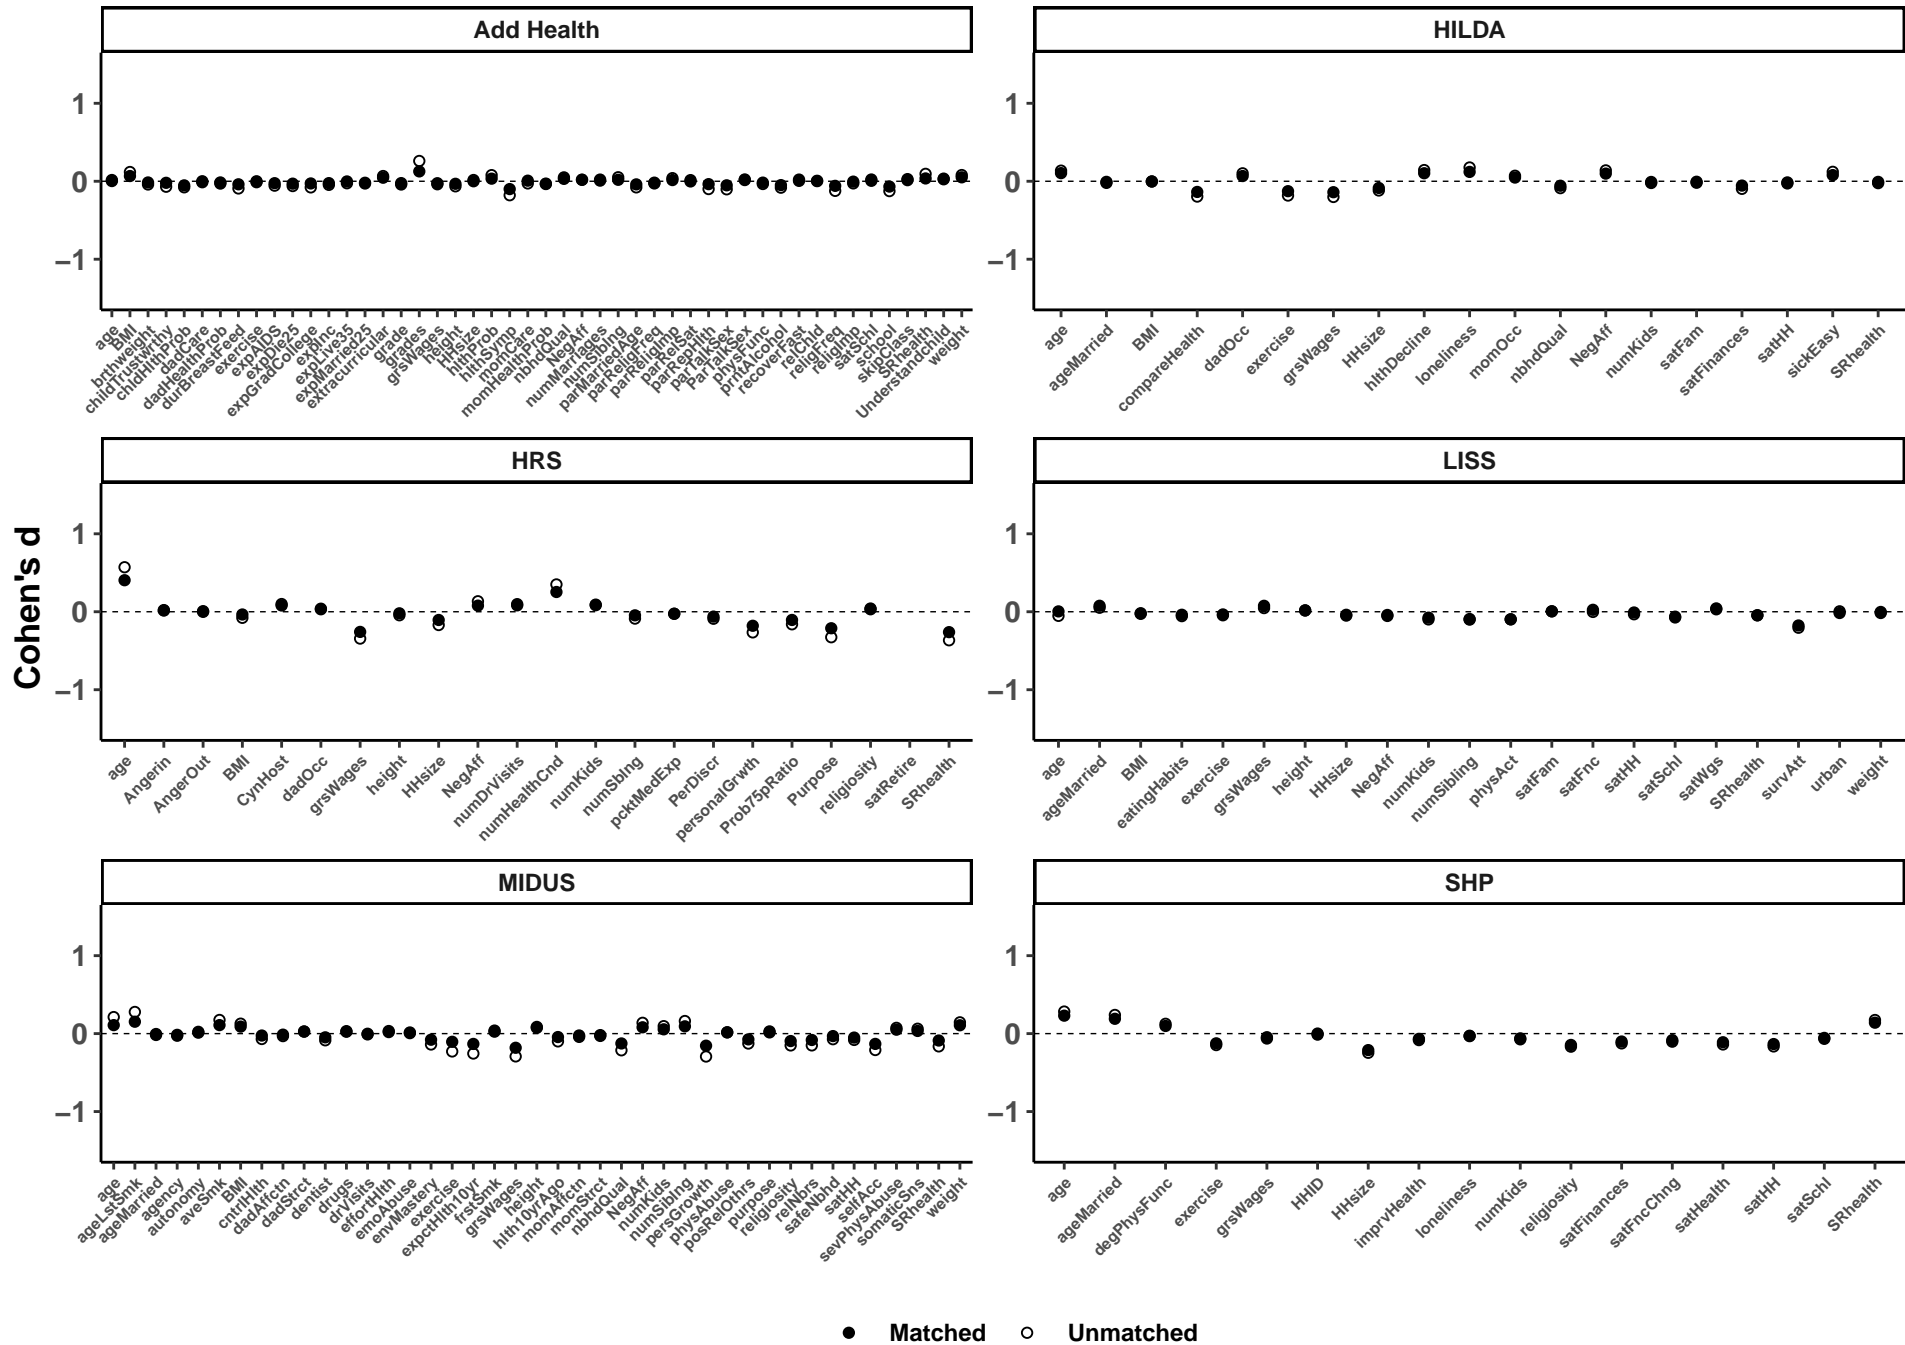 Add Health
HILDA
1
0
−1
1
0
−1
age
BMI
brthweight
childTrustwrthy
childHlthProb
dadCare
dadHealthProb
durBreastFeed
exercise
expAIDS
expDie25
expGradCollege
expInc
expLive35
expMarried25
extracurricular
grade
grades
grsWages
height
HHsize
hlthProb
hlthSymp
momCare
momHealthProb
nbhdQual
NegAff
numMarriages
numSibling
parMarriedAge
parReligFreq
parReligImp
parRelSat
parRepHlth
parTalkSex
ParTalkSex
physFunc
prntAlcohol
recoverFast
relChld
religFreq
religImp
satSchl
school
skipClass
SRhealth
Understandchild
weight
age
ageMarried
BMI
compareHealth
dadOcc
exercise
grsWages
HHsize
hlthDecline
loneliness
momOcc
nbhdQual
NegAff
numKids
satFam
satFinances
satHH
sickEasy
SRhealth
HRS
LISS
Cohen's d
1
0
−1
1
0
−1
age
Angerin
AngerOut
BMI
CynHost
dadOcc
grsWages
height
HHsize
NegAff
numDrVisits
numHealthCnd
numKids
numSblng
pcktMedExp
PerDiscr
personalGrwth
Prob75pRatio
Purpose
religiosity
satRetire
SRhealth
age
ageMarried
BMI
eatingHabits
exercise
grsWages
height
HHsize
NegAff
numKids
numSibling
physAct
satFam
satFnc
satHH
satSchl
satWgs
SRhealth
survAtt
urban
weight
MIDUS
SHP
1
0
−1
1
0
−1
age
ageLstSmk
ageMarried
agency
autonomy
aveSmk
BMI
cntrlHlth
dadAffctn
dadStrct
dentist
drugs
drVisits
effortHlth
emoAbuse
envMastery
exercise
expctHlth10yr
frstSmk
grsWages
height
hlth10yrAgo
momAffctn
momStrct
nbhdQual
NegAff
numKids
numSiblng
persGrowth
physAbuse
posRelOthrs
purpose
religiosity
relNbrs
safeNbhd
satHH
selfAcc
sevPhysAbuse
somaticSns
SRhealth
weight
age
ageMarried
degPhysFunc
exercise
grsWages
HHID
HHsize
imprvHealth
loneliness
numKids
religiosity
satFinances
satFncChng
satHealth
satHH
satSchl
SRhealth
Matched
Unmatched